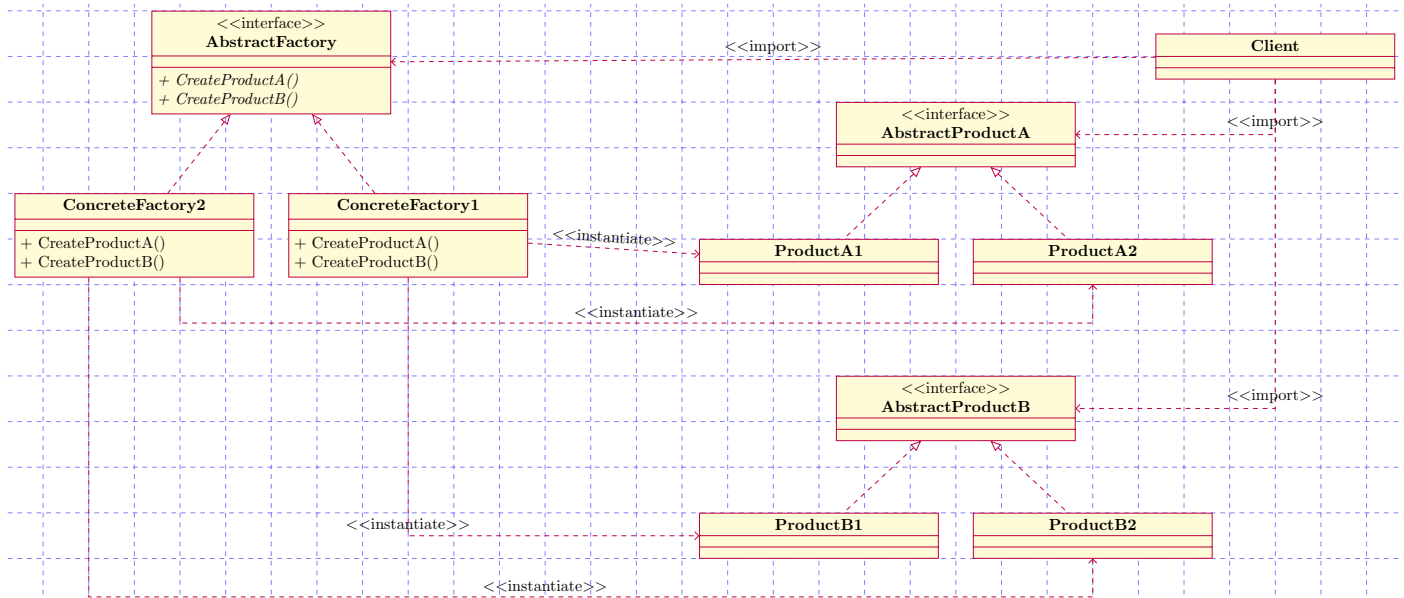 <<interface>>
AbstractFactory
+ CreateProductA()
+ CreateProductB()
<<import>>
Client
<<interface>>
AbstractProductA
<<import>>
ConcreteFactory2
+ CreateProductA()
+ CreateProductB()
ConcreteFactory1
+ CreateProductA()
+ CreateProductB()
<<instantiate>>
ProductA1
ProductA2
<<instantiate>>
<<interface>>
AbstractProductB
<<import>>
<<instantiate>>
ProductB1
ProductB2
<<instantiate>>